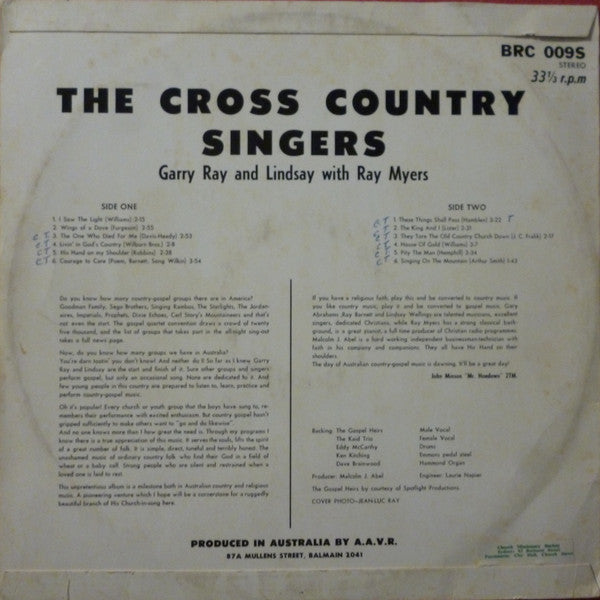 BRC 009S
STEREO
33⅓ r.p.m
THE CROSS COUNTRY
SINGERS
Garry Ray and Lindsay with Ray Myers
SIDE ONE
1. I Saw The Light (Williams) 2-15
2. Wings of a Dove (Furgeson) 2-55
C T 3. The One Who Died For Me (Davis-Heady) 2-53
C T 4. Livin' in God's Country (Wilburn Bros.) 2-8
C T 5. His Hand on my Shoulder (Robbins) 2-38
C T 6. Courage to Care (Poem, Barnett, Song Wilkin) 2-54
SIDE TWO
C T 1. These Things Shall Pass (Hamblen) 2-22 T
2. The King And I (Later) 2-31
C T 3. They Tore The Old Country Church Down (J. C. Frakk) 2-17
4. House Of Gold (Williams) 2-7
C T 5. Pity The Man (Hemphill) 2-24
C T 6. Singing On The Mountain (Arthur Smith) 1-43
Do you know how many country-gospel groups there are in America?
Goodman Family, Sego Brothers, Singing Rambos, The Starlights, The Jordan-
aires, Imperials, Prophets, Dixie Echoes, Carl Story's Mountaineers and that's
not even the start. The gospel quartet convention draws a crowd of twenty
five thousand, and the list of groups that takes part in the all-night sing-out
takes a full news page.
Now, do you know how many groups we have in Australia?
You're darn tootin' you don't know! And neither do I! So far as I know Garry
Ray and Lindsay are the start and finish of it. Sure other groups and singers
perform gospel, but only an occasional song. None are dedicated to it. And
few young people in this country are prepared to listen to, learn, practice and
perform country-gospel music.
Oh it's popular! Every church or youth group that the boys have sung to, re-
members their performance with excited enthusiasm. But country gospel hasn't
gripped sufficiently to make others want to "go and do likewise".
And no one knows more than I how great the need is. Through my programs I
know there is a true appreciation of this music. It serves the souls, lifts the spirit
of a great number of folk. It is simple, direct, tuneful and terribly honest. The
unashamed music of ordinary country folk who find their God in a field of
wheat or a baby calf. Strong people who are silent and restrained when a
loved one is laid to rest.
This unpretentious album is a milestone both in Australian country and religious
music. A pioneering venture which I hope will be a cornerstone for a ruggedly
beautiful branch of His Church-in-song here.
If you have a religious faith, play this and be converted to country music. If
you like country music, play it and be converted to gospel music. Gary
Abrahams, Ray Barnett and Lindsay Wellings are talented musicians, excellent
singers, dedicated Christians, while Ray Myers has a strong classical back-
ground, is a great pianist, a full time producer of Christian radio programmes.
Malcolm J. Abel is a hard working independent business-technician with
faith in his company and companions. They all have His Hand on their
shoulders.
The day of Australian country-gospel music is dawning. It'll be a great day!
John Minson "Mr. Hoedown" 2TM.
Backing: The Gospel Heirs Male Vocal
The Kaid Trio Female Vocal
Eddy McCarthy Drums
Ken Kitching Emmons pedal steel
Dave Brainwood Hammond Organ
Producer: Malcolm J. Abel Engineer: Laurie Napier
The Gospel Heirs by courtesy of Spotlight Productions.
COVER PHOTO-JEAN-LUC RAY
PRODUCED IN AUSTRALIA BY A.A.V.R.
87A MULLENS STREET, BALMAIN 2041
Church Missionary Society